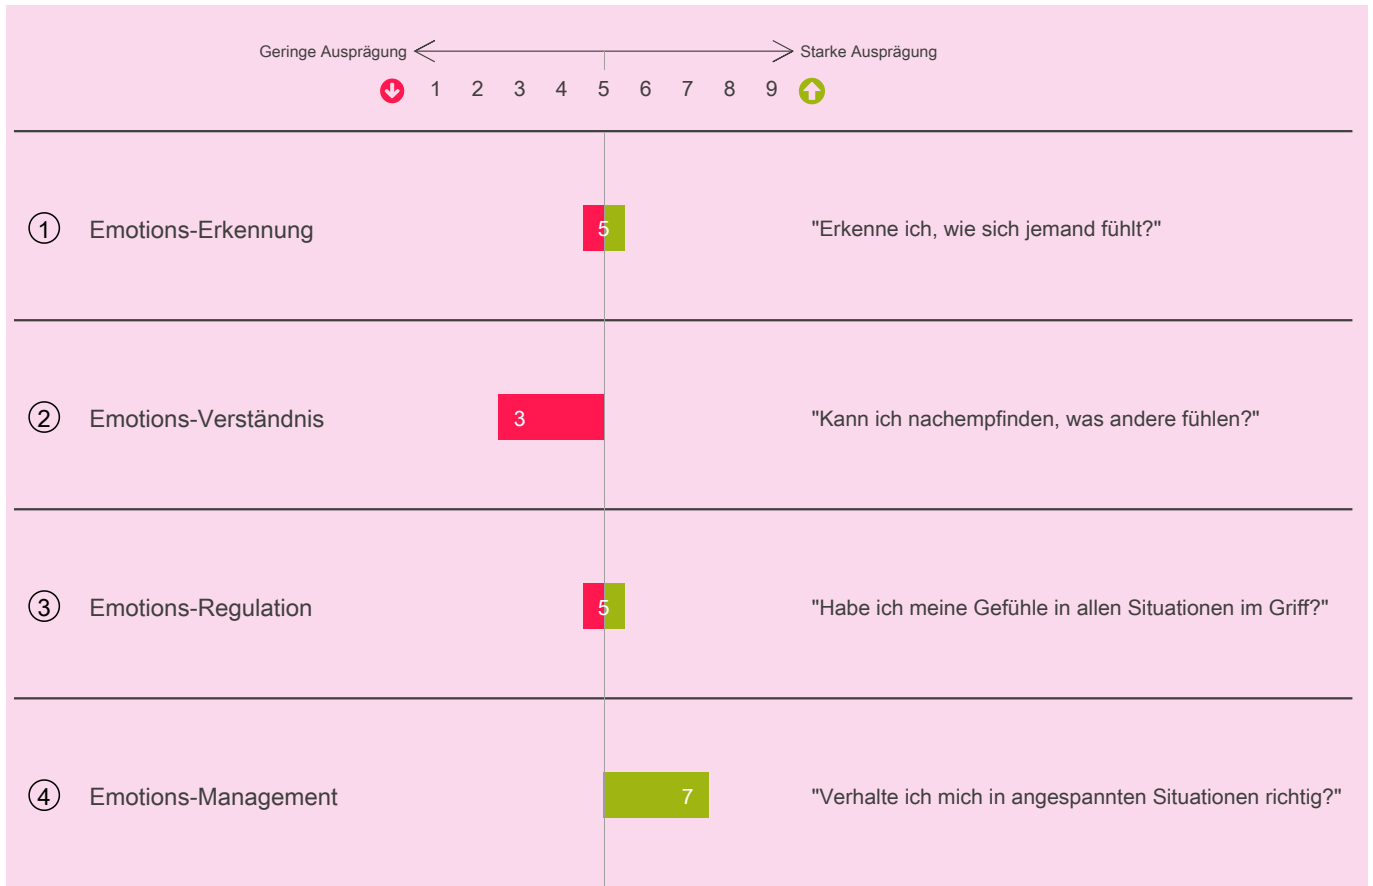 Geringe Ausprägung Starke Ausprägung
1 2 3 4 5 6 7 8 9
1 Emotions-Erkennung 5 "Erkenne ich, wie sich jemand fühlt?"
2 Emotions-Verständnis 3 "Kann ich nachempfinden, was andere fühlen?"
3 Emotions-Regulation 5 "Habe ich meine Gefühle in allen Situationen im Griff?"
4 Emotions-Management 7 "Verhalte ich mich in angespannten Situationen richtig?"